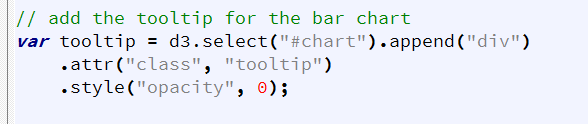 // add the tooltip for the bar chart
var tooltip = d3.select("#chart").append("div")
    .attr("class", "tooltip")
    .style("opacity", 0);